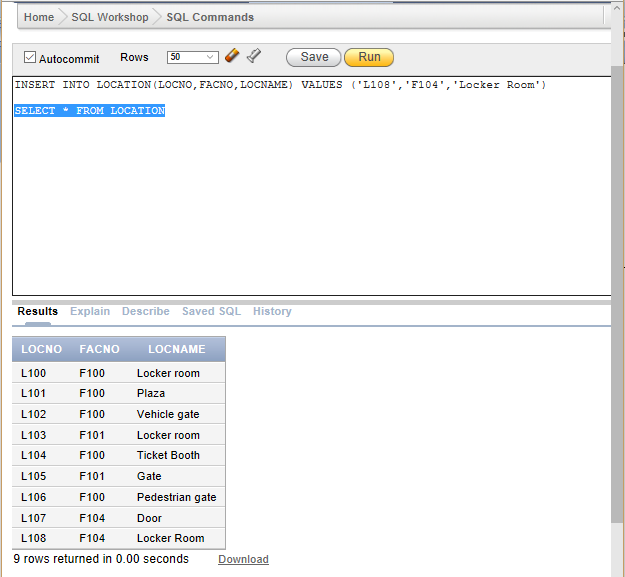 Home SQL Workshop SQL Commands
Autocommit Rows 50 Save Run
INSERT INTO LOCATION(LOCNO,FACNO,LOCNAME) VALUES ('L108','F104','Locker Room')
SELECT * FROM LOCATION
Results Explain Describe Saved SQL History
LOCNO FACNO LOCNAME
L100 F100 Locker room
L101 F100 Plaza
L102 F100 Vehicle gate
L103 F101 Locker room
L104 F100 Ticket Booth
L105 F101 Gate
L106 F100 Pedestrian gate
L107 F104 Door
L108 F104 Locker Room
9 rows returned in 0.00 seconds Download